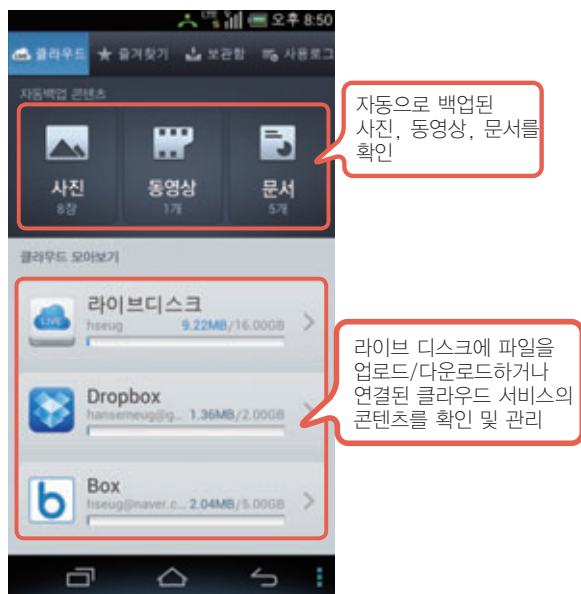 LTE 오후 8:50
클라우드 즐겨찾기 보관함 사용로그
자동백업 콘텐츠
사진
8장
동영상
1개
문서
5개
자동으로 백업된
사진, 동영상, 문서를
확인
클라우드 모아보기
LIVE
라이브디스크
hseug 9.22MB/16.00GB
Dropbox
hansemeug@g... 1.36MB/2.00GB
b
Box
hseug@naver.c... 2.04MB/5.00GB
라이브 디스크에 파일을
업로드/다운로드하거나
연결된 클라우드 서비스의
콘텐츠를 확인 및 관리